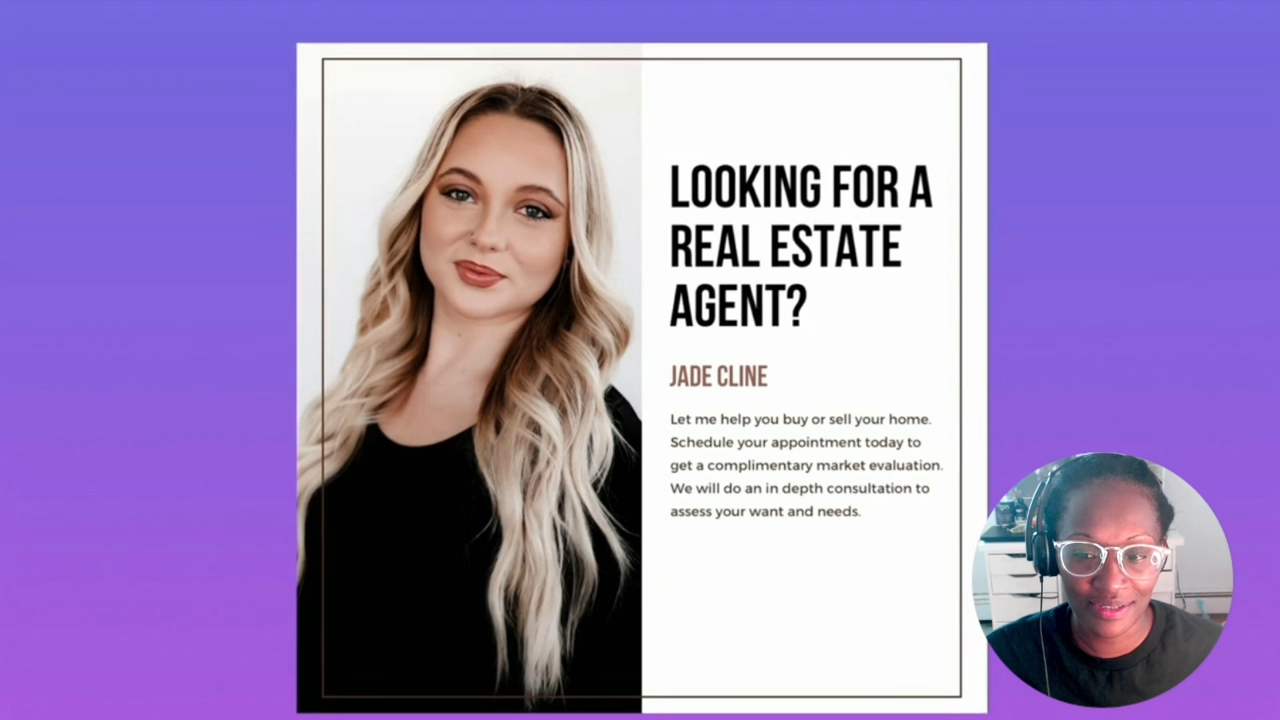 LOOKING FOR A
REAL ESTATE
AGENT?
JADE CLINE
Let me help you buy or sell your home.
Schedule your appointment today to
get a complimentary market evaluation.
We will do an in depth consultation to
assess your want and needs.